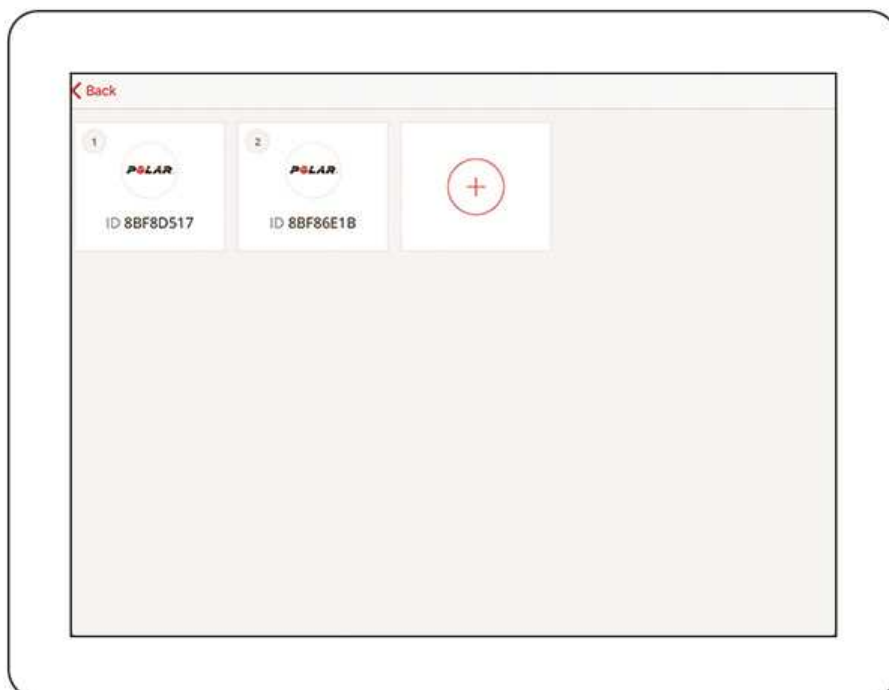 Back
1
POLAR
ID 8BF8D517
2
POLAR
ID 8BF86E1B